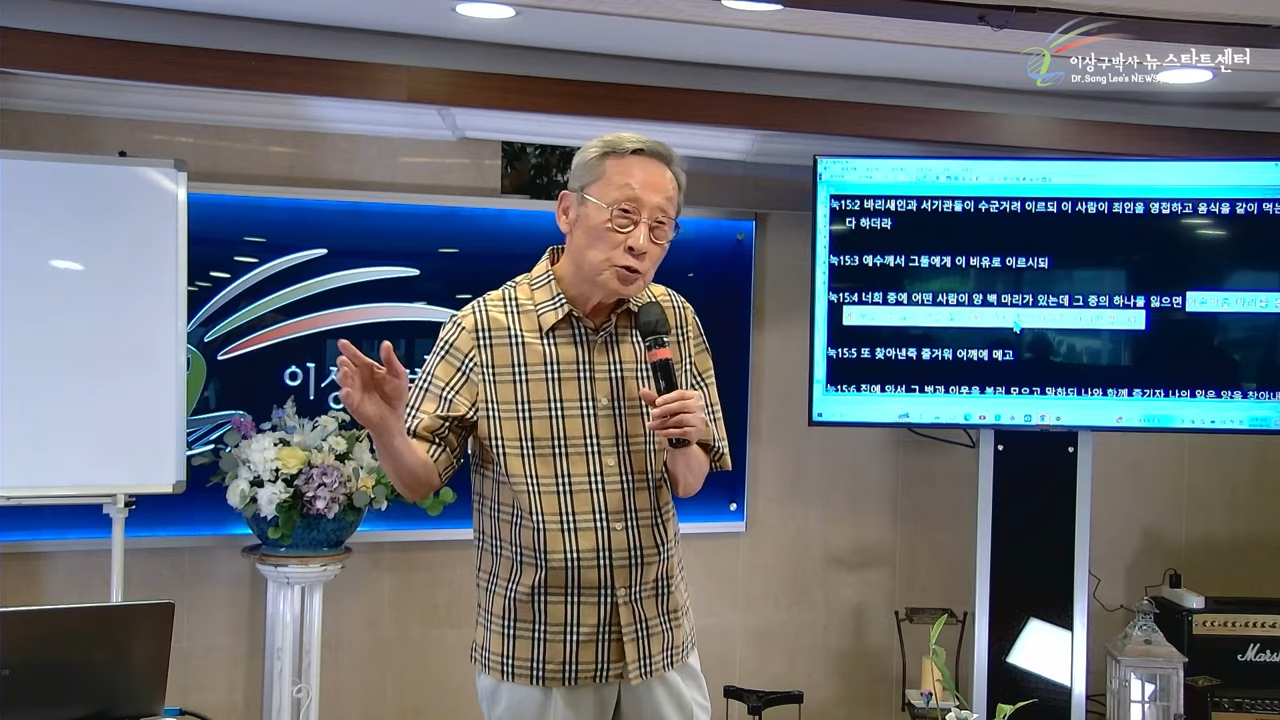 이상구박사 뉴스타트센터
Dr.Sang Lee's NEWS
이상
눅15:2 바리새인과 서기관들이 수군거려 이르되 이 사람이 죄인을 영접하고 음식을 같이 먹는
다 하더라
눅15:3 예수께서 그들에게 이 비유로 이르시되
눅15:4 너희 중에 어떤 사람이 양 백 마리가 있는데 그 중의 하나를 잃으면
눅15:5 또 찾아낸즉 즐거워 어깨에 메고
눅15:6 집에 와서 그 벗과 이웃을 불러 모으고 말하되 나와 함께 즐기자 나의 잃은 양을 찾아내
Mars